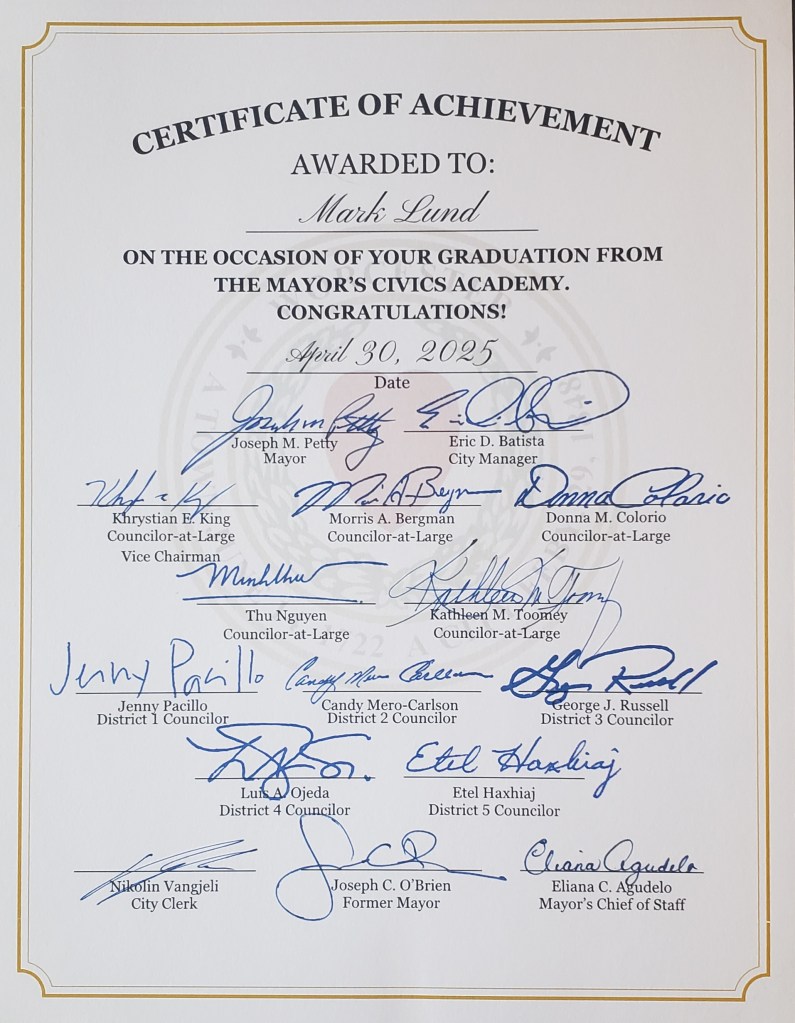 CERTIFICATE OF ACHIEVEMENT
AWARDED TO:
Mark Lund
ON THE OCCASION OF YOUR GRADUATION FROM
THE MAYOR'S CIVICS ACADEMY.
CONGRATULATIONS!
April 30, 2025
Date
Joseph M. Petty
Mayor
Eric D. Batista
City Manager
Khrystian E. King
Councilor-at-Large
Vice Chairman
Morris A. Bergman
Councilor-at-Large
Donna Colorio
Donna M. Colorio
Councilor-at-Large
Thu Nguyen
Councilor-at-Large
Kathleen M. Toomey
Kathleen M. Toomey
Councilor-at-Large
Jenny Pacillo
Jenny Pacillo
District 1 Councilor
Candy Mero-Carlson
District 2 Councilor
George J. Russell
District 3 Councilor
Luis A. Ojeda
District 4 Councilor
Etel Haxhiaj
Etel Haxhiaj
District 5 Councilor
Nikolin Vangjeli
City Clerk
Joseph C. O'Brien
Former Mayor
Eliana Agudelo
Eliana C. Agudelo
Mayor's Chief of Staff